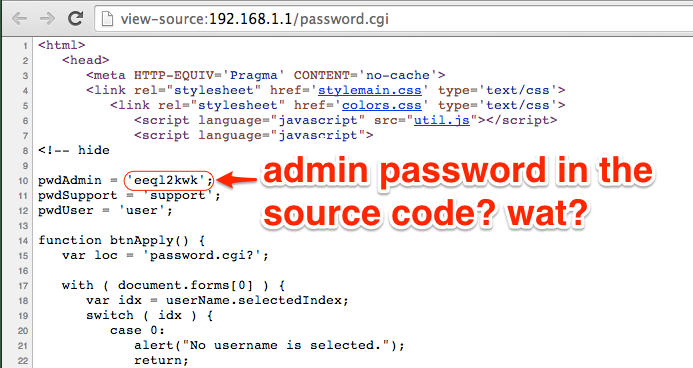 view-source:192.168.1.1/password.cgi
1 <html>
2 <head>
3 <meta HTTP-EQUIV='Pragma' CONTENT='no-cache'>
4 <link rel="stylesheet" href='stylemain.css' type='text/css'>
5 <link rel="stylesheet" href='colors.css' type='text/css'>
6 <script language="javascript" src="util.js"></script>
7 <script language="javascript">
8 <!-- hide
9
10 pwdAdmin = 'eeql2kwk';
11 pwdSupport = 'support';
12 pwdUser = 'user';
13
14 function btnApply() {
15 var loc = 'password.cgi?';
16
17 with ( document.forms[0] ) {
18 var idx = userName.selectedIndex;
19 switch ( idx ) {
20 case 0:
21 alert("No username is selected.");
22 return;
admin password in the
source code? wat?